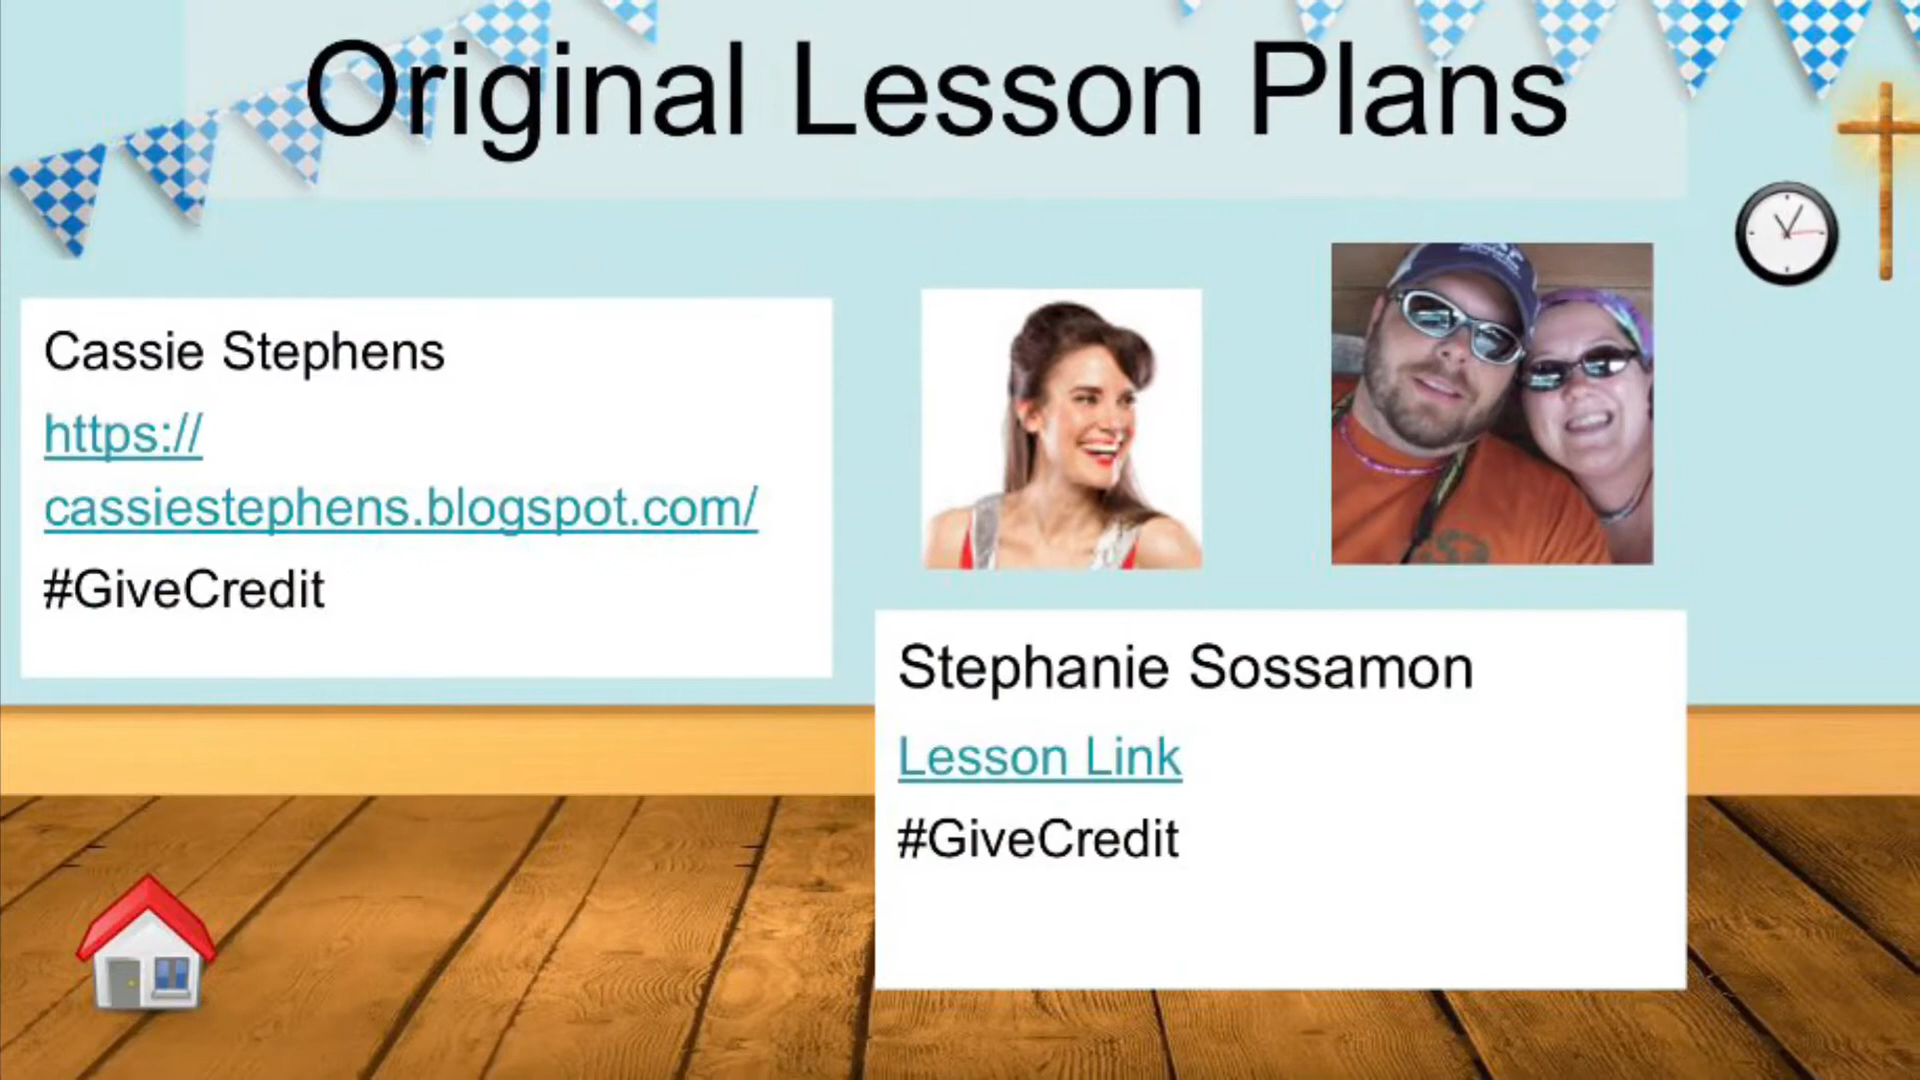 Original Lesson Plans
Cassie Stephens
https://
cassiestephens.blogspot.com/
#GiveCredit
Stephanie Sossamon
Lesson Link
#GiveCredit